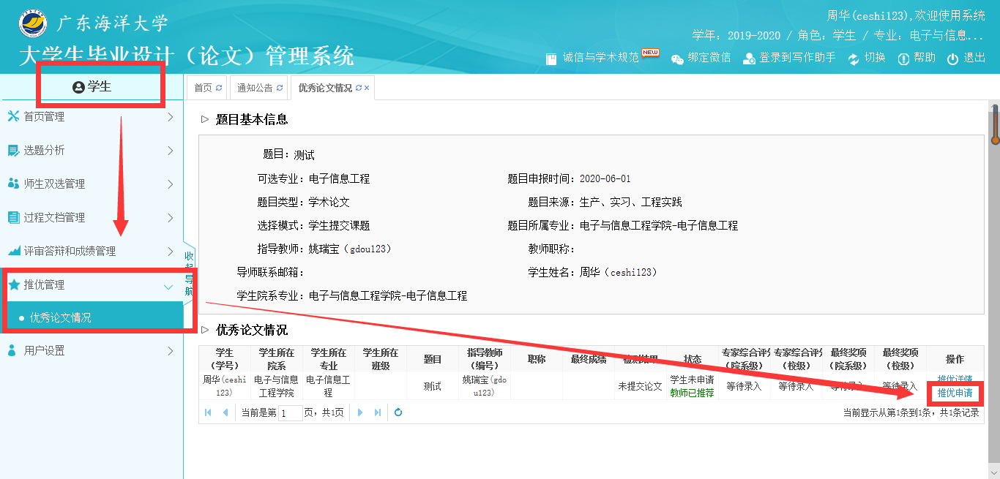 广东海洋大学
大学生毕业设计（论文）管理系统
周华(ceshi123),欢迎使用系统
学年：2019-2020 / 角色：学生 / 专业：电子与信息...
诚信与学术规范 NEW 绑定微信 登录到写作助手 切换 帮助 退出
学生
首页管理
选题分析
师生双选管理
过程文档管理
评审答辩和成绩管理
推优管理
优秀论文情况
用户设置
收起导航
首页 通知公告 优秀论文情况
题目基本信息
题目：测试
可选专业：电子信息工程 题目申报时间：2020-06-01
题目类型：学术论文 题目来源：生产、实习、工程实践
选择模式：学生提交课题 题目所属专业：电子与信息工程学院-电子信息工程
指导教师：姚瑞宝（gdou123） 教师职称：
导师联系邮箱： 学生姓名：周华（ceshi123）
学生院系专业：电子与信息工程学院-电子信息工程
优秀论文情况
学生（学号） 学生所在院系 学生所在专业 学生所在班级 题目 指导教师（编号） 职称 最终成绩 检测结果 状态 专家综合评分（院系级） 专家综合评分（校级） 最终奖项（院系级） 最终奖项（校级） 操作
周华(ceshi123) 电子与信息工程学院 电子信息工程 测试 姚瑞宝(gdou123) 未提交论文 学生未申请 教师已推荐 等待录入 等待录入 等待录入 等待录入 推优详情 推优申请
当前是第 1 页，共1页 当前显示从第1条到1条，共1条记录